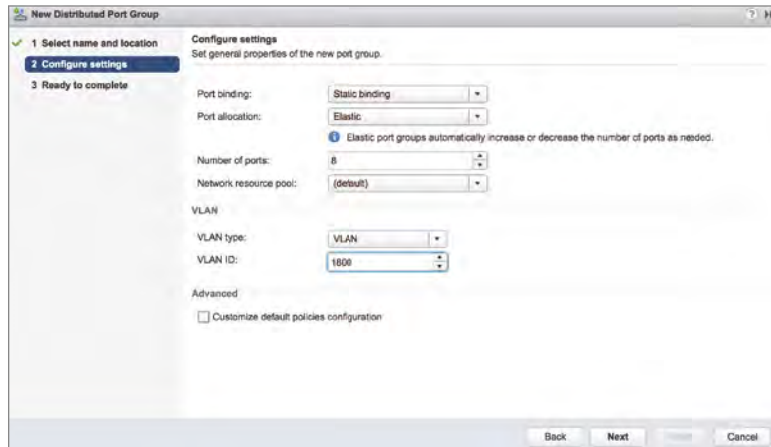 New Distributed Port Group
?
1 Select name and location
2 Configure settings
3 Ready to complete
Configure settings
Set general properties of the new port group.
Port binding: Static binding
Port allocation: Elastic
Elastic port groups automatically increase or decrease the number of ports as needed.
Number of ports: 8
Network resource pool: (default)
VLAN
VLAN type: VLAN
VLAN ID: 1800
Advanced
Customize default policies configuration
Back Next Cancel